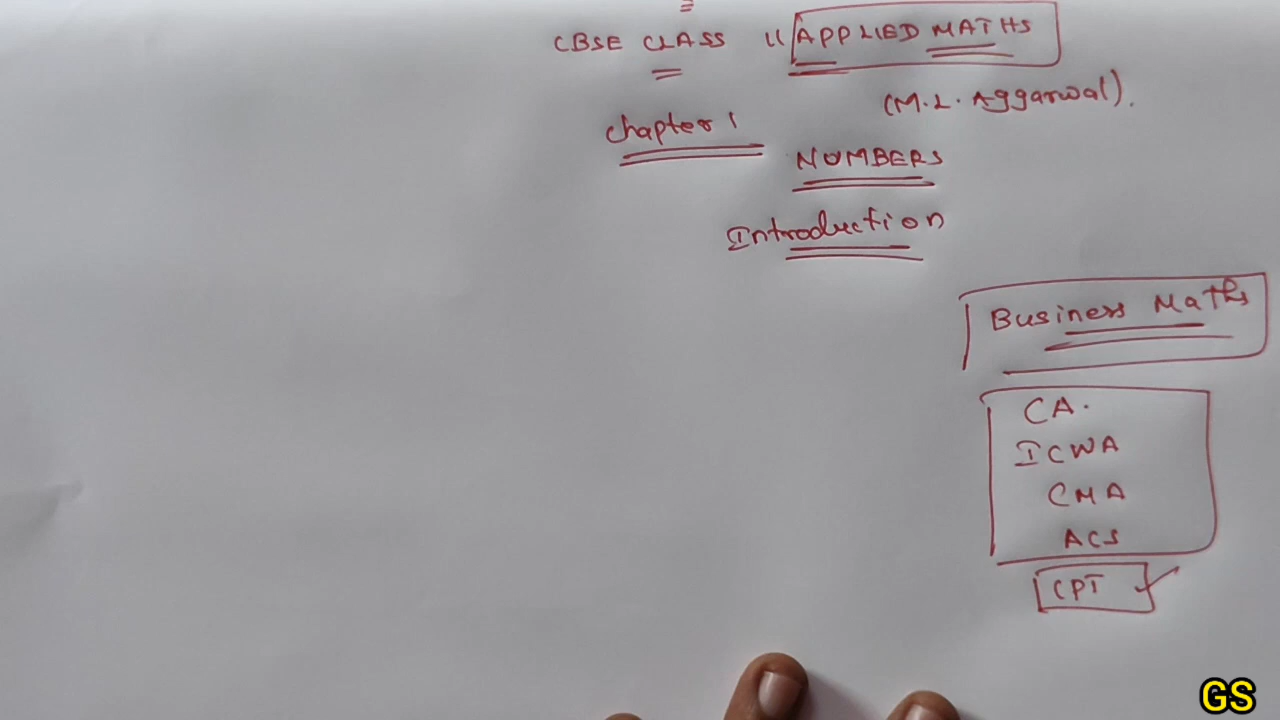 CBSE CLASS 11 APPLIED MATHS
(M.L. Aggarwal).
Chapter 1
NUMBERS
Introduction
Business Maths
CA.
ICWA
CMA
ACS
CPT
GS